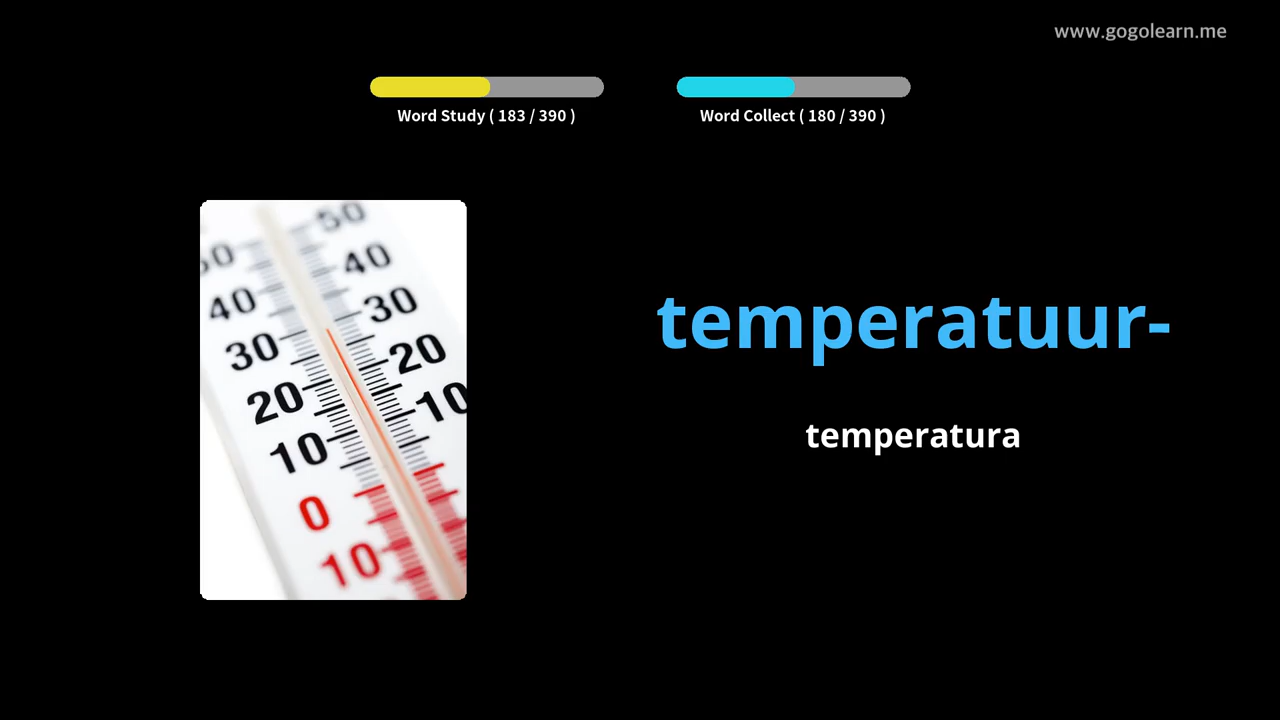 www.gogolearn.me
Word Study ( 183 / 390 )
Word Collect ( 180 / 390 )
50
50
40
40
30
30
20
20
10
10
0
10
temperatuur-
temperatura